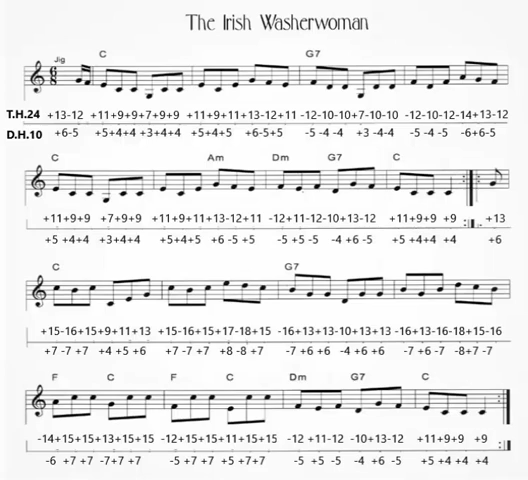 The Irish Washerwoman
Jig C G7
6 8
T.H.24 +13-12 +11+9+9 +7+9+9 +11+9+11+13-12+11 -12-10-10+7-10-10 -12-10-12-14+13-12
D.H.10 +6-5 +5+4+4 +3+4+4 +5+4+5 +6-5+5 -5-4-4 +3 -4-4 -5-4-5 -6+6-5
C Am Dm G7 C
+11+9+9 +7+9+9 +11+9+11+13-12+11 -12+11-12-10+13-12 +11+9+9 +9 +13
+5 +4+4 +3+4+4 +5+4+5 +6 -5 +5 -5 +5 -5 -4 +6 -5 +5 +4+4 +4 +6
C G7
+15-16+15+9+11+13 +15-16+15+17-18+15 -16+13+13-10+13+13 -16+13-16-18+15-16
+7 -7 +7 +4 +5 +6 +7 -7 +7 +8 -8 +7 -7 +6 +6 -4 +6 +6 -7 +6 -7 -8+7 -7
F C F C Dm G7 C
-14+15+15+13+15+15 -12+15+15+11+15+15 -12 +11-12 -10+13-12 +11+9+9 +9
-6 +7 +7 -7+7 +7 -5 +7+7 +5+7+7 -5 +5 -5 -4 +6 -5 +5+4 +4 +4